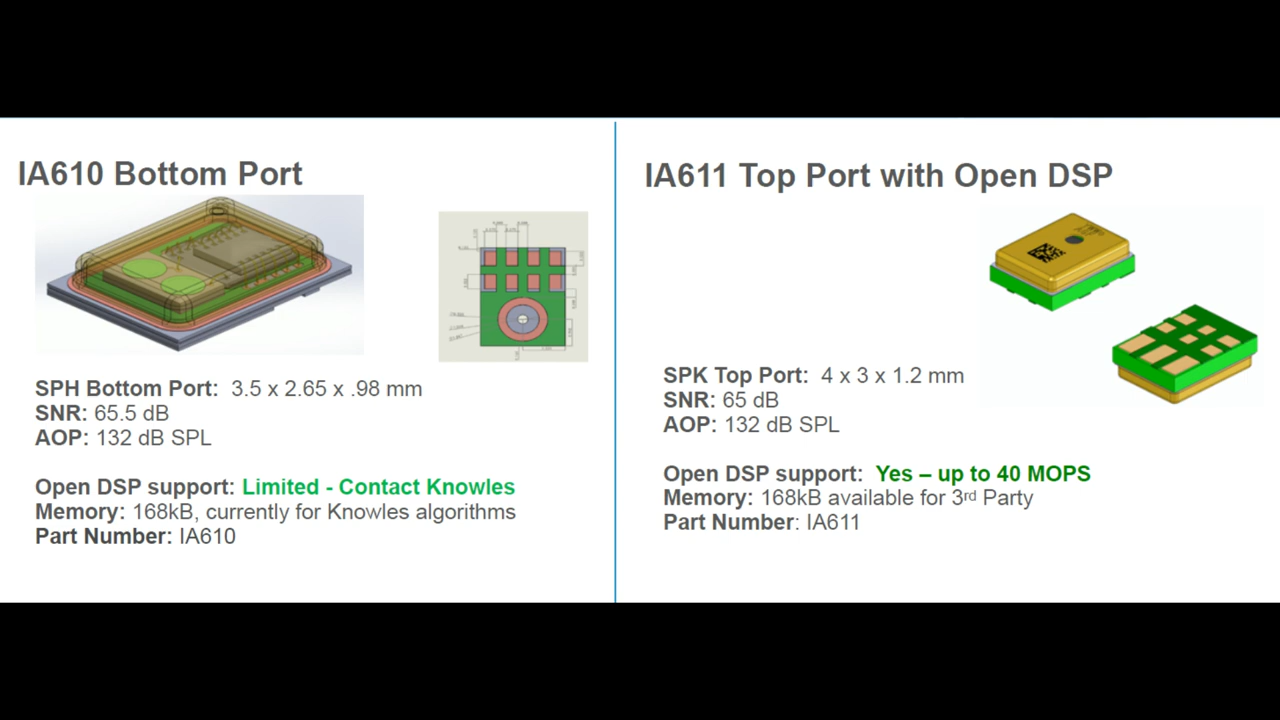 IA610 Bottom Port
SPH Bottom Port: 3.5 x 2.65 x .98 mm
SNR: 65.5 dB
AOP: 132 dB SPL
Open DSP support: Limited - Contact Knowles
Memory: 168kB, currently for Knowles algorithms
Part Number: IA610
IA611 Top Port with Open DSP
SPK Top Port: 4 x 3 x 1.2 mm
SNR: 65 dB
AOP: 132 dB SPL
Open DSP support: Yes – up to 40 MOPS
Memory: 168kB available for 3rd Party
Part Number: IA611